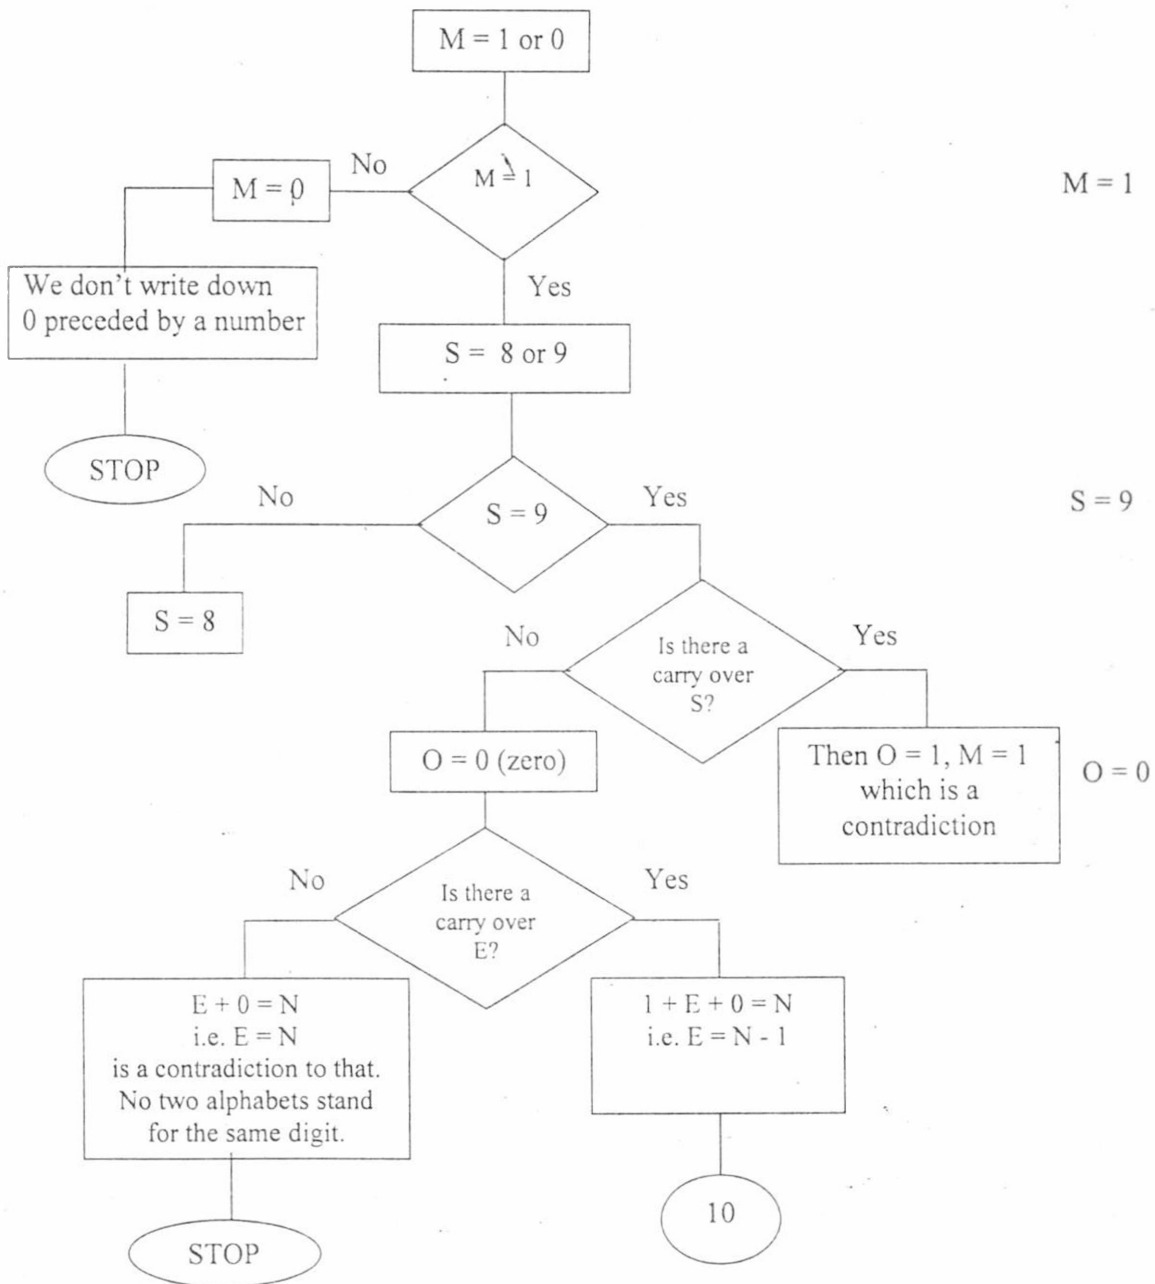 M = 1 or 0
No
M = 0
M = 1
M = 1
We don't write down
0 preceded by a number
Yes
S = 8 or 9
STOP
No
S = 9
Yes
S = 9
S = 8
No
Is there a
carry over
S?
Yes
O = 0 (zero)
Then O = 1, M = 1
which is a
contradiction
O = 0
No
Is there a
carry over
E?
Yes
E + 0 = N
i.e. E = N
is a contradiction to that.
No two alphabets stand
for the same digit.
1 + E + 0 = N
i.e. E = N - 1
10
STOP